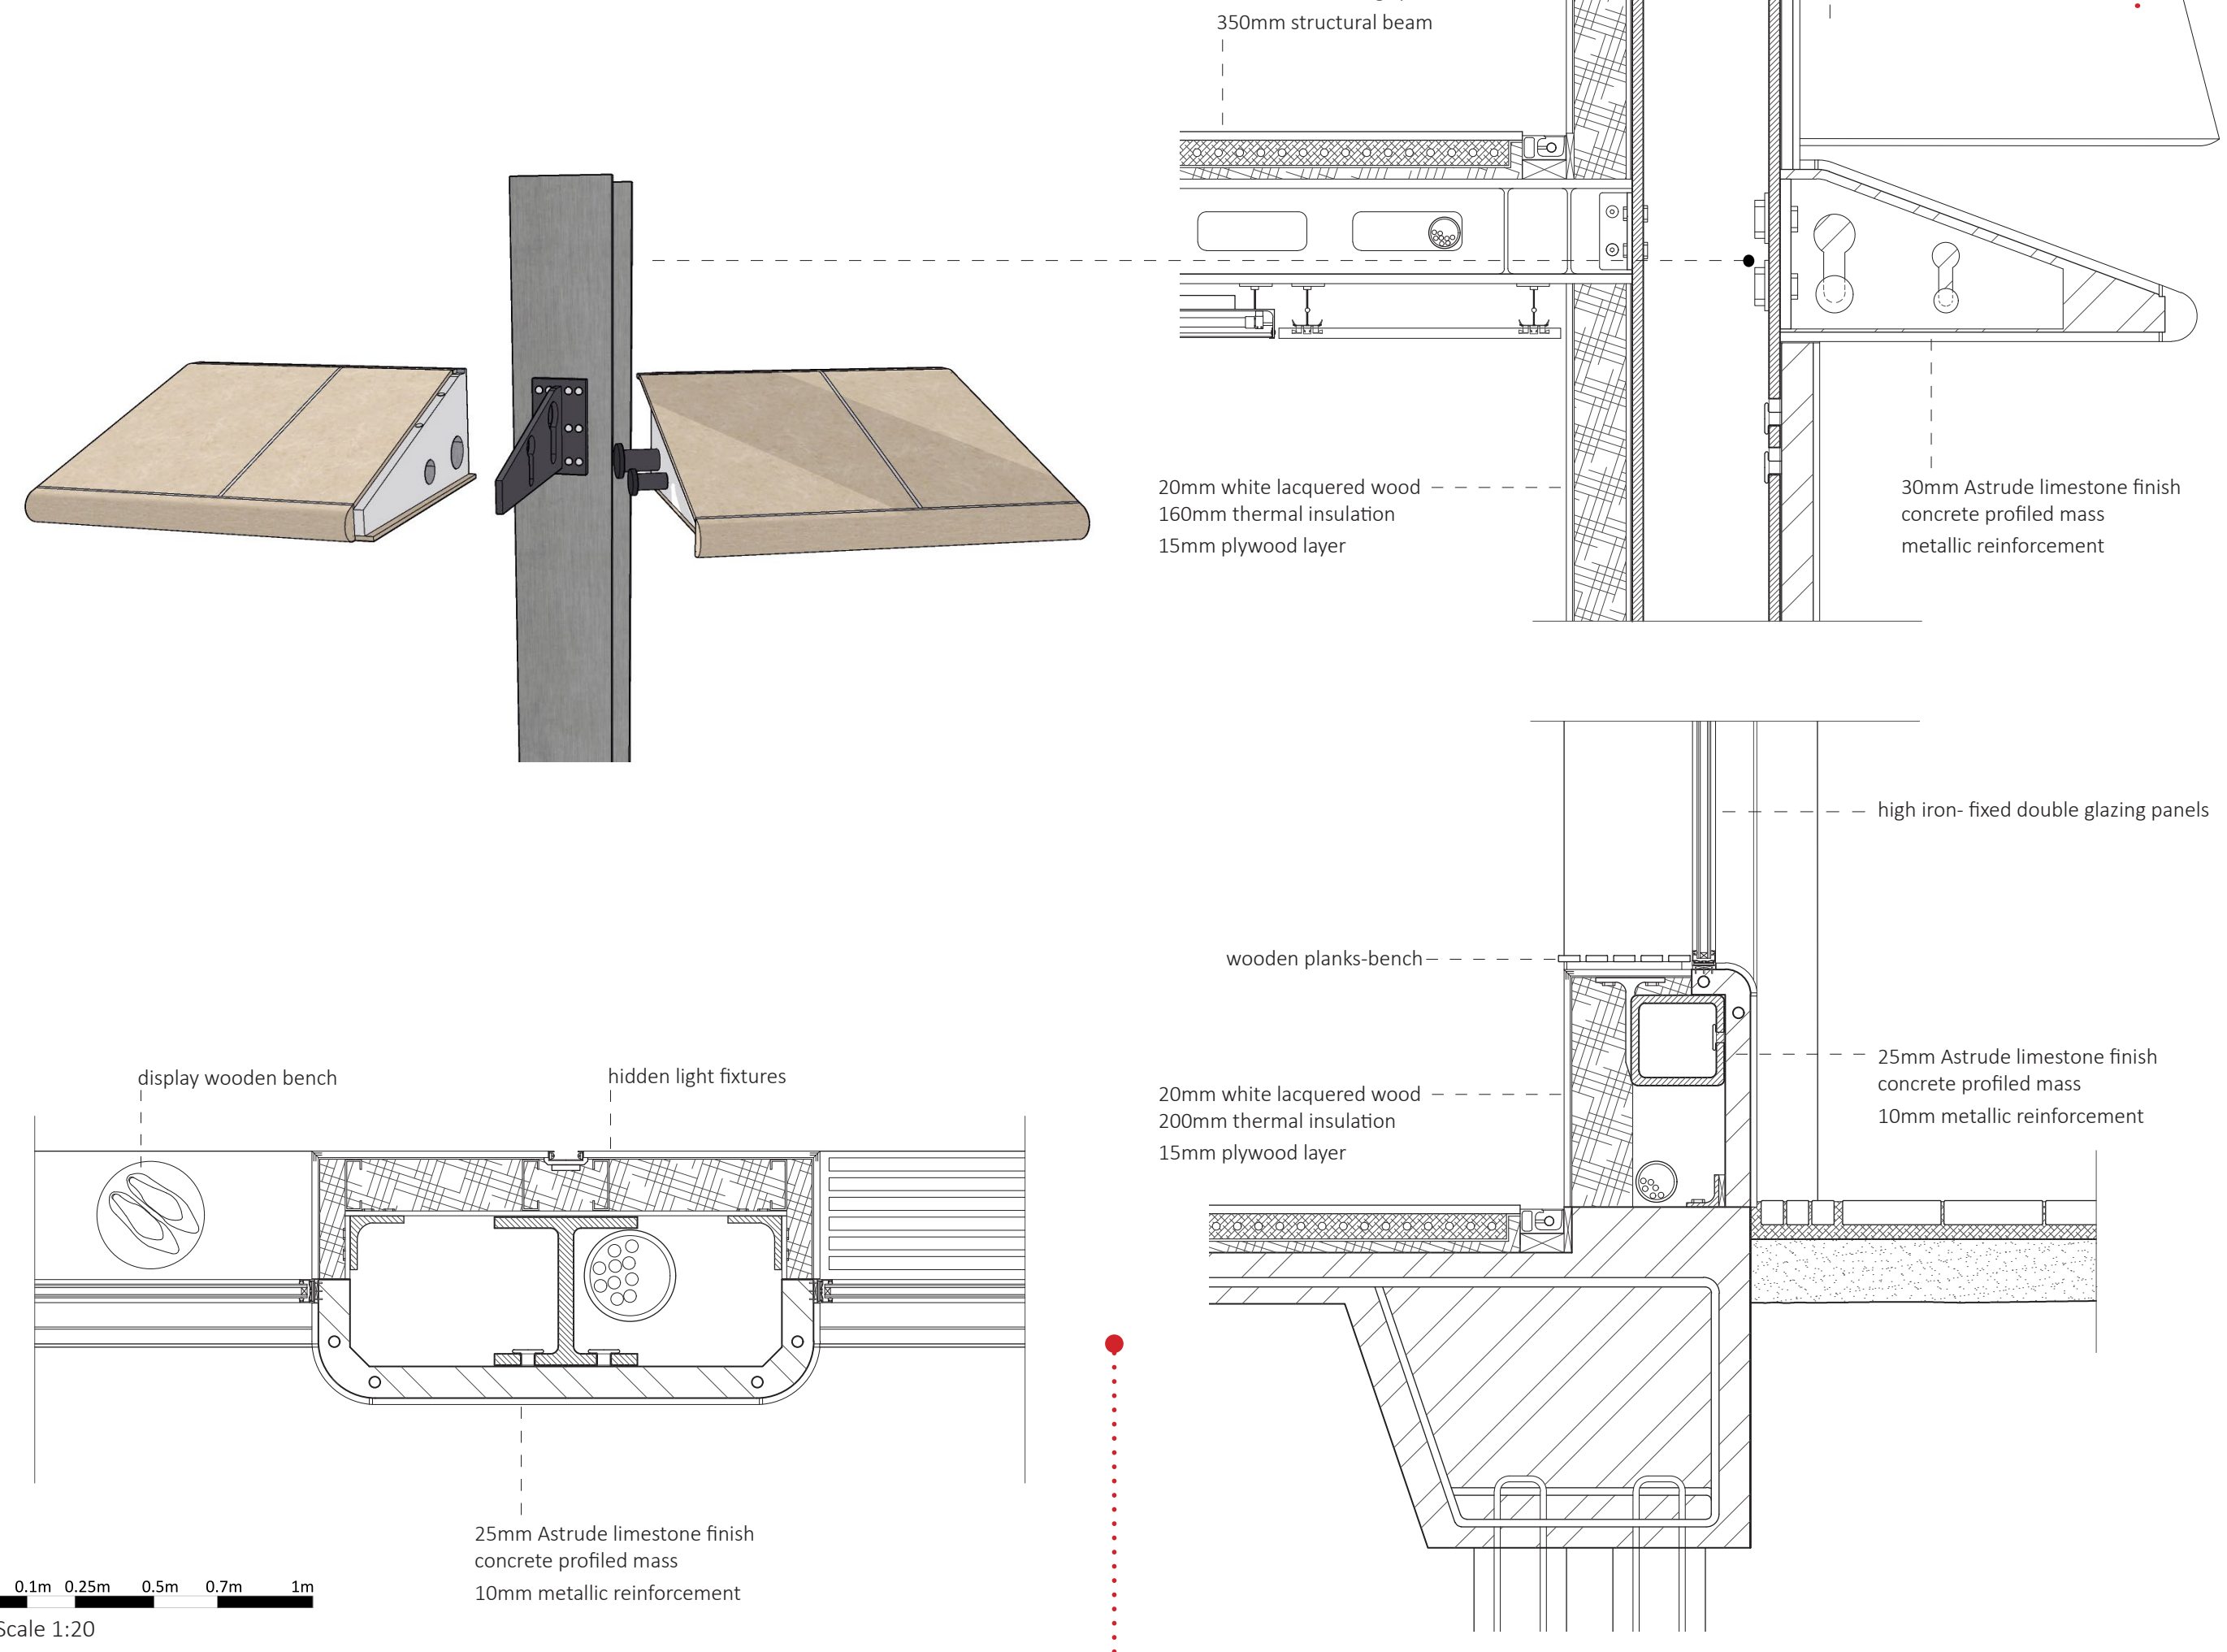 350mm structural beam
20mm white lacquered wood
160mm thermal insulation
15mm plywood layer
30mm Astrude limestone finish
concrete profiled mass
metallic reinforcement
high iron- fixed double glazing panels
wooden planks-bench
20mm white lacquered wood
200mm thermal insulation
15mm plywood layer
25mm Astrude limestone finish
concrete profiled mass
10mm metallic reinforcement
display wooden bench
hidden light fixtures
25mm Astrude limestone finish
concrete profiled mass
10mm metallic reinforcement
0.1m 0.25m 0.5m 0.7m 1m
Scale 1:20